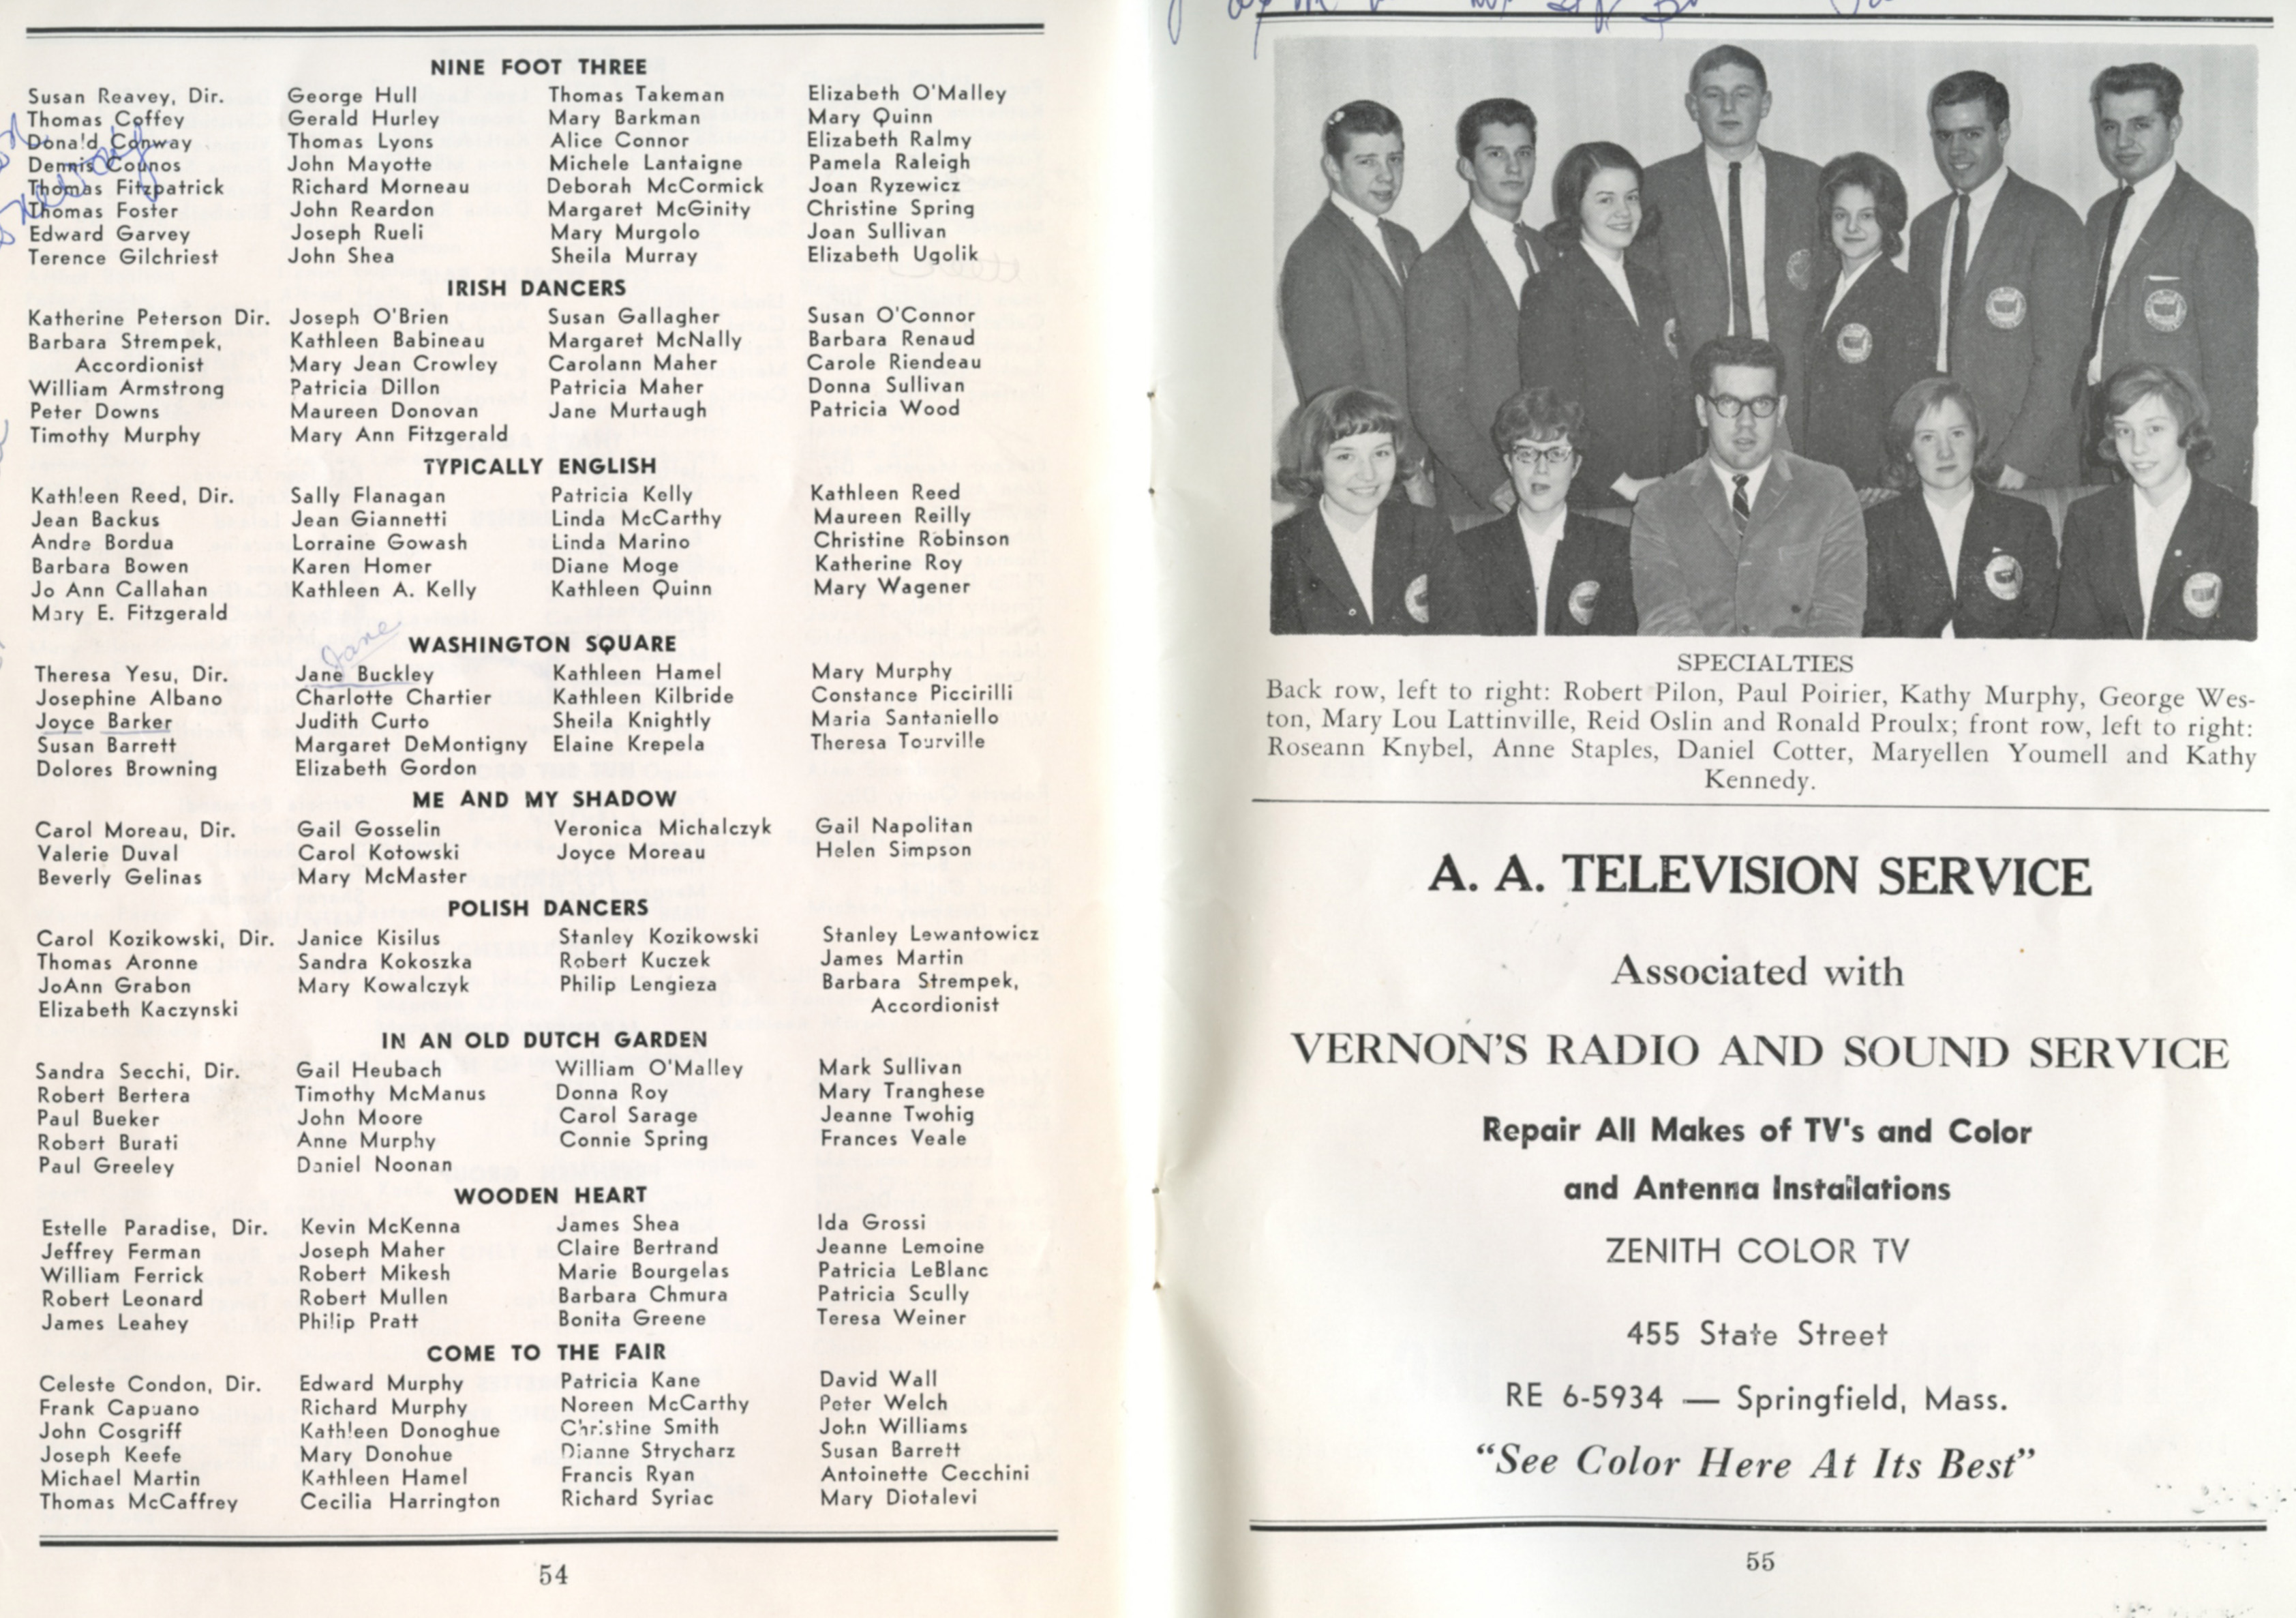 NINE FOOT THREE
Susan Reavey, Dir. George Hull Thomas Takeman Elizabeth O'Malley
Thomas Coffey Gerald Hurley Mary Barkman Mary Quinn
Donald Conway Thomas Lyons Alice Connor Elizabeth Ralmy
Dennis Counos John Mayotte Michele Lantaigne Pamela Raleigh
Thomas Fitzpatrick Richard Morneau Deborah McCormick Joan Ryzewicz
Thomas Foster John Reardon Margaret McGinity Christine Spring
Edward Garvey Joseph Rueli Mary Murgolo Joan Sullivan
Terence Gilchriest John Shea Sheila Murray Elizabeth Ugolik
IRISH DANCERS
Katherine Peterson Dir. Joseph O'Brien Susan Gallagher Susan O'Connor
Barbara Strempek, Kathleen Babineau Margaret McNally Barbara Renaud
Accordionist Mary Jean Crowley Carolann Maher Carole Riendeau
William Armstrong Patricia Dillon Patricia Maher Donna Sullivan
Peter Downs Maureen Donovan Jane Murtaugh Patricia Wood
Timothy Murphy Mary Ann Fitzgerald
TYPICALLY ENGLISH
Kathleen Reed, Dir. Sally Flanagan Patricia Kelly Kathleen Reed
Jean Backus Jean Giannetti Linda McCarthy Maureen Reilly
Andre Bordua Lorraine Gowash Linda Marino Christine Robinson
Barbara Bowen Karen Homer Diane Moge Katherine Roy
Jo Ann Callahan Kathleen A. Kelly Kathleen Quinn Mary Wagener
Mary E. Fitzgerald
Jane
WASHINGTON SQUARE
Theresa Yesu, Dir. Jane Buckley Kathleen Hamel Mary Murphy
Josephine Albano Charlotte Chartier Kathleen Kilbride Constance Piccirilli
Joyce Barker Judith Curto Sheila Knightly Maria Santaniello
Susan Barrett Margaret DeMontigny Elaine Krepela Theresa Tourville
Dolores Browning Elizabeth Gordon
ME AND MY SHADOW
Carol Moreau, Dir. Gail Gosselin Veronica Michalczyk Gail Napolitan
Valerie Duval Carol Kotowski Joyce Moreau Helen Simpson
Beverly Gelinas Mary McMaster
POLISH DANCERS
Carol Kozikowski, Dir. Janice Kisilus Stanley Kozikowski Stanley Lewantowicz
Thomas Aronne Sandra Kokoszka Robert Kuczek James Martin
JoAnn Grabon Mary Kowalczyk Philip Lengieza Barbara Strempek,
Elizabeth Kaczynski Accordionist
IN AN OLD DUTCH GARDEN
Sandra Secchi, Dir. Gail Heubach William O'Malley Mark Sullivan
Robert Bertera Timothy McManus Donna Roy Mary Tranghese
Paul Bueker John Moore Carol Sarage Jeanne Twohig
Robert Burati Anne Murphy Connie Spring Frances Veale
Paul Greeley Daniel Noonan
WOODEN HEART
Estelle Paradise, Dir. Kevin McKenna James Shea Ida Grossi
Jeffrey Ferman Joseph Maher Claire Bertrand Jeanne Lemoine
William Ferrick Robert Mikesh Marie Bourgelas Patricia LeBlanc
Robert Leonard Robert Mullen Barbara Chmura Patricia Scully
James Leahey Philip Pratt Bonita Greene Teresa Weiner
COME TO THE FAIR
Celeste Condon, Dir. Edward Murphy Patricia Kane David Wall
Frank Capuano Richard Murphy Noreen McCarthy Peter Welch
John Cosgriff Kathleen Donoghue Christine Smith John Williams
Joseph Keefe Mary Donohue Dianne Strycharz Susan Barrett
Michael Martin Kathleen Hamel Francis Ryan Antoinette Cecchini
Thomas McCaffrey Cecilia Harrington Richard Syriac Mary Diotalevi
54
SPECIALTIES
Back row, left to right: Robert Pilon, Paul Poirier, Kathy Murphy, George Wes-
ton, Mary Lou Lattinville, Reid Oslin and Ronald Proulx; front row, left to right:
Roseann Knybel, Anne Staples, Daniel Cotter, Maryellen Youmell and Kathy
Kennedy.
A. A. TELEVISION SERVICE
Associated with
VERNON'S RADIO AND SOUND SERVICE
Repair All Makes of TV's and Color
and Antenna Installations
ZENITH COLOR TV
455 State Street
RE 6-5934 — Springfield, Mass.
"See Color Here At Its Best"
55